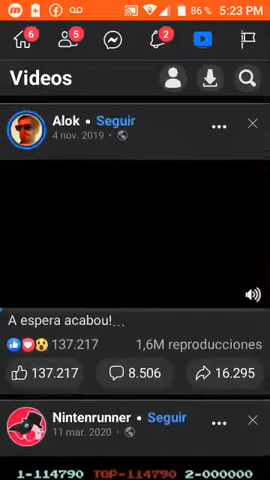 86 % 5:23 PM
6 5 2
Videos
Alok • Seguir
4 nov. 2019 •
A espera acabou!...
137.217 1,6M reproducciones
137.217 8.506 16.295
Nintenrunner • Seguir
11 mar. 2020 •
1-114790 TOP-114790 2-000000